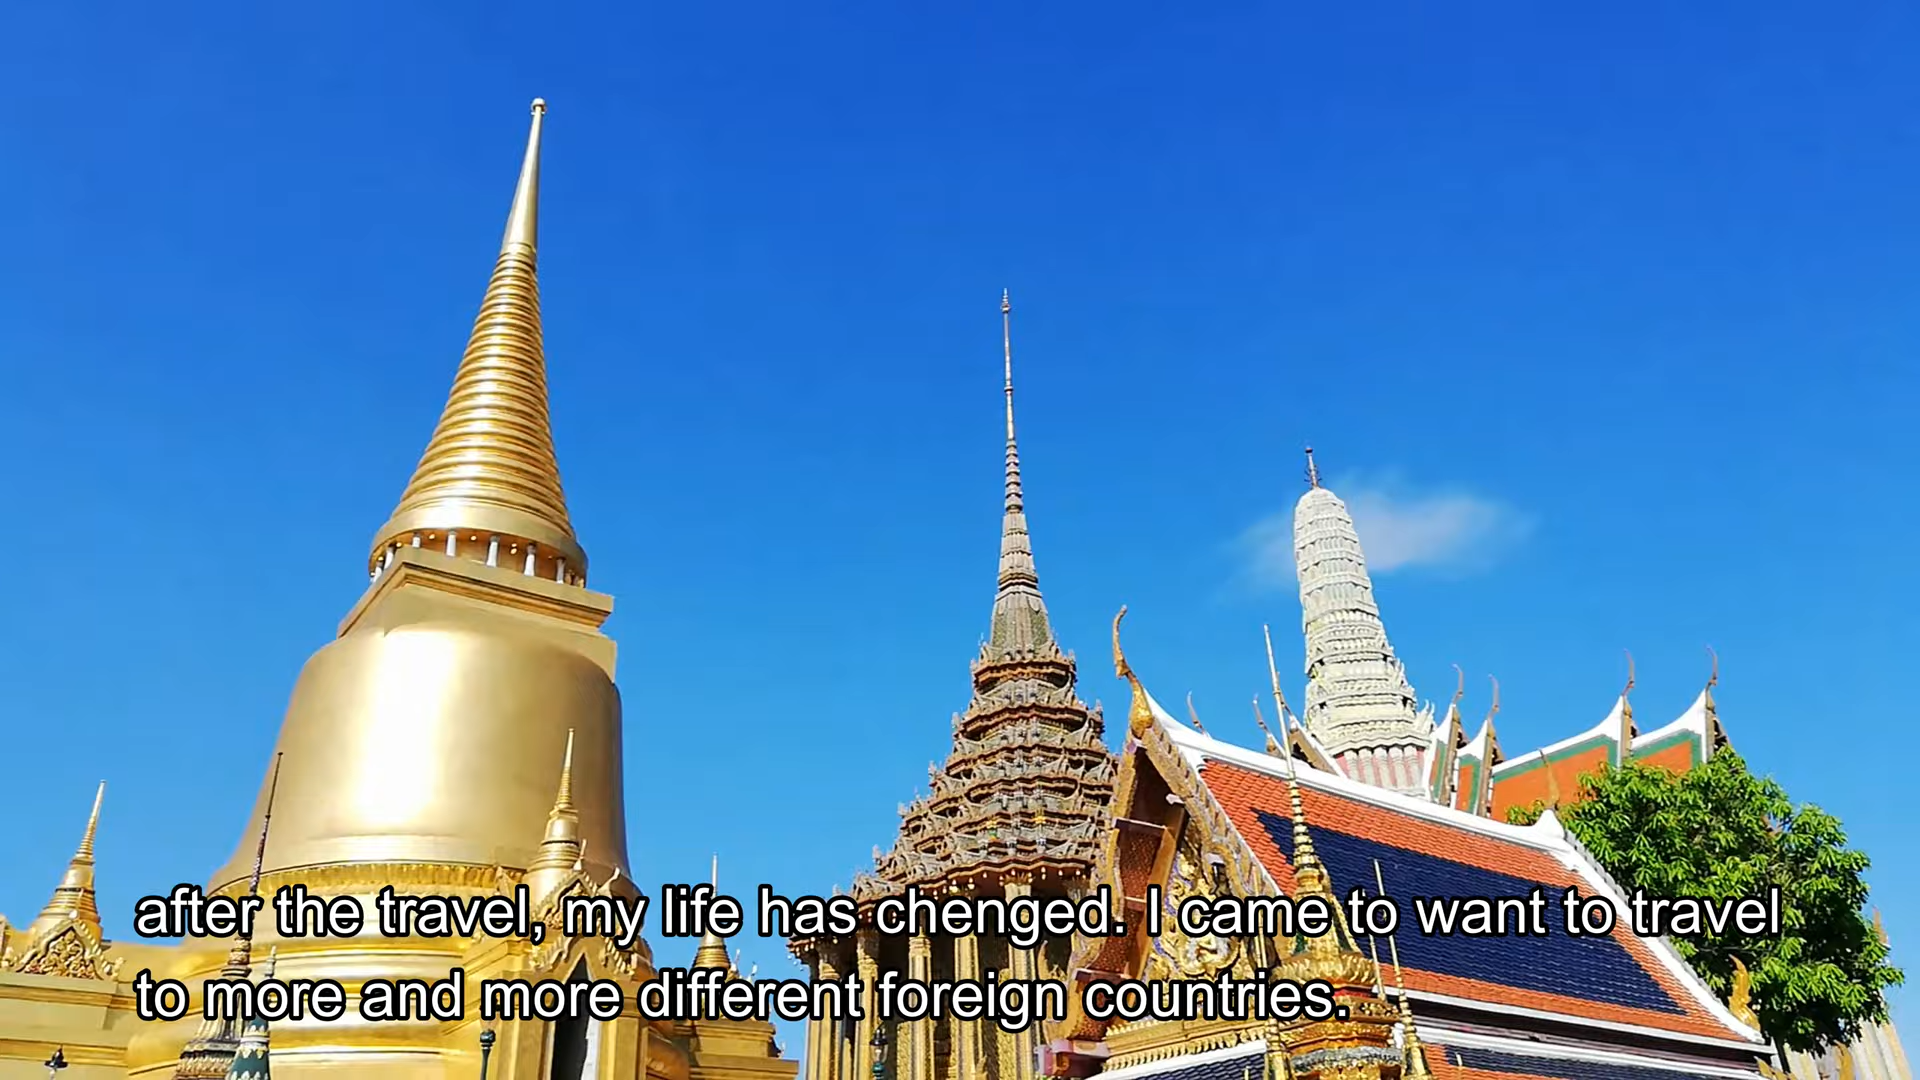 after the travel, my life has chenged. I came to want to travel
to more and more different foreign countries.